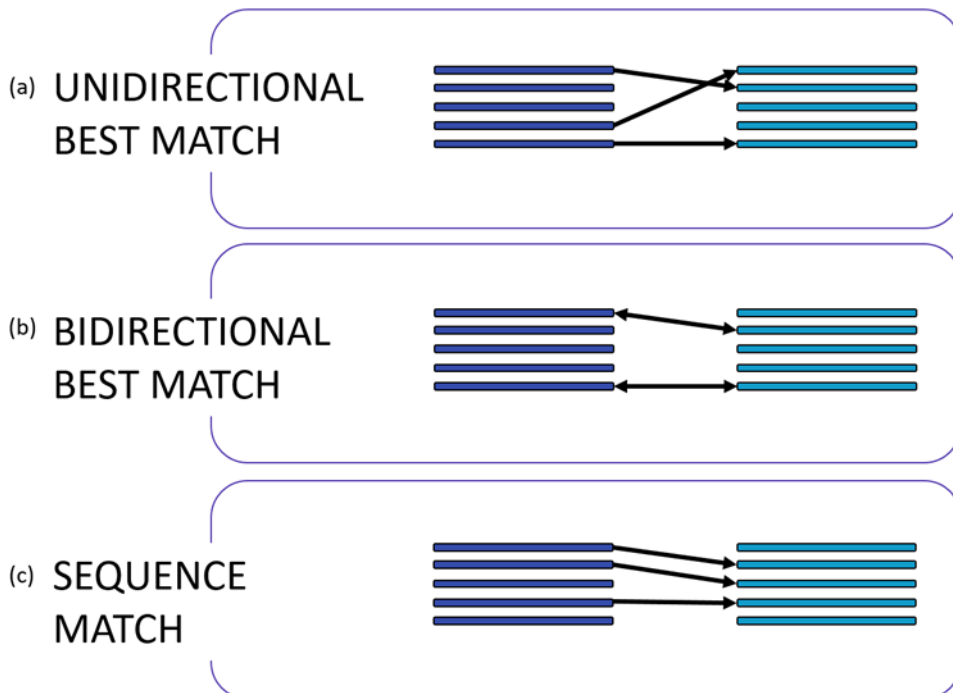 (a) UNIDIRECTIONAL
BEST MATCH
(b) BIDIRECTIONAL
BEST MATCH
(c) SEQUENCE
MATCH